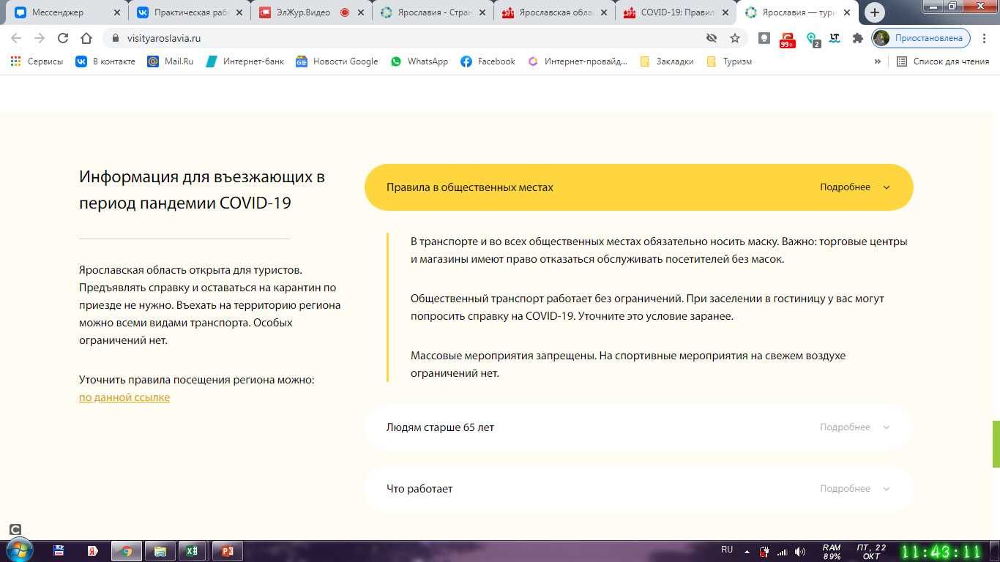 Мессенджер
Практическая рабо
ЭлЖур.Видео
Ярославия - Стран
Ярославская обла
COVID-19: Правил
Ярославия — тури
visityaroslavia.ru
99+
2
LT
Приостановлена
Сервисы
В контакте
Mail.Ru
Интернет-банк
Новости Google
WhatsApp
Facebook
Интернет-провайд...
Закладки
Туризм
»
Список для чтения
Информация для въезжающих в
период пандемии COVID-19
Ярославская область открыта для туристов.
Предъявлять справку и оставаться на карантин по
приезде не нужно. Въехать на территорию региона
можно всеми видами транспорта. Особых
ограничений нет.
Уточнить правила посещения региона можно:
по данной ссылке
Правила в общественных местах Подробнее
В транспорте и во всех общественных местах обязательно носить маску. Важно: торговые центры
и магазины имеют право отказаться обслуживать посетителей без масок.
Общественный транспорт работает без ограничений. При заселении в гостиницу у вас могут
попросить справку на COVID-19. Уточните это условие заранее.
Массовые мероприятия запрещены. На спортивные мероприятия на свежем воздухе
ограничений нет.
Людям старше 65 лет Подробнее
Что работает Подробнее
RU
RAM
89%
ПТ, 22
ОКТ
11:43:11